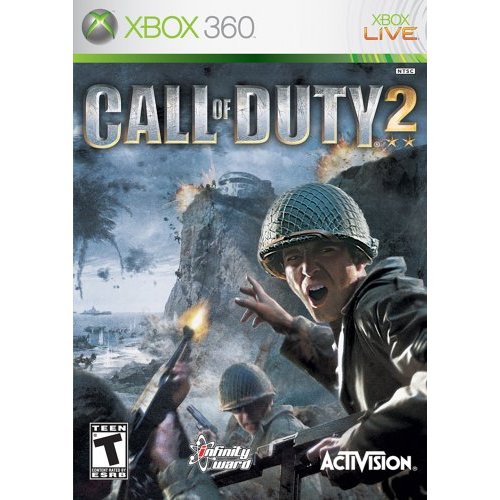 XBOX 360
XBOX
LIVE
NTSC
CALL OF DUTY 2
TEEN
T
CONTENT RATED BY
ESRB
infinity
ward
ACTIVISION